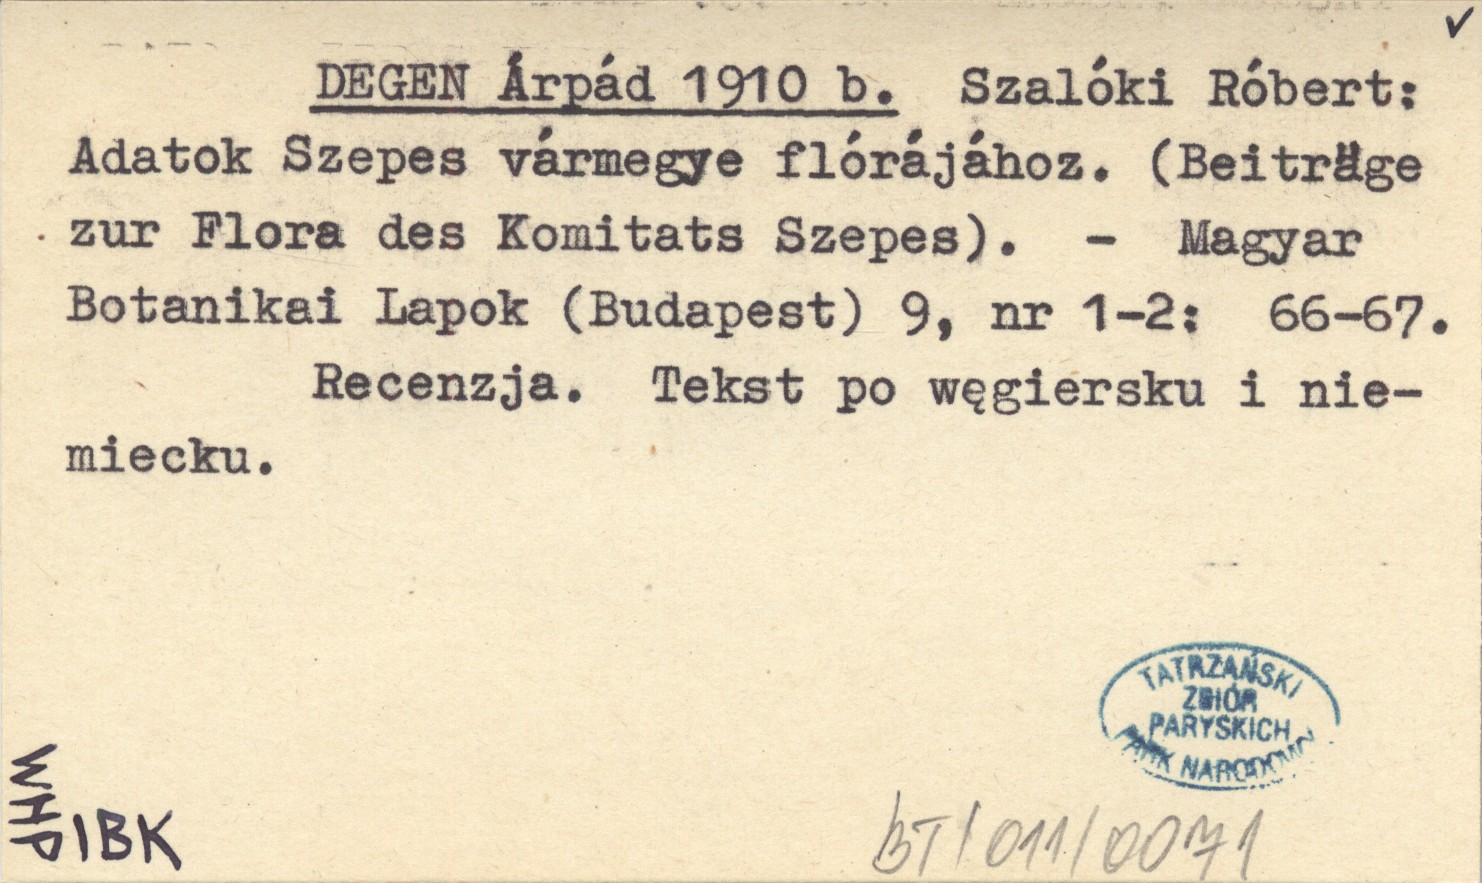 ✓
DEGEN Árpád 1910 b. Szalóki Róbert:
Adatok Szepes vármegye flórájához. (Beiträge
zur Flora des Komitats Szepes). - Magyar
Botanikai Lapok (Budapest) 9, nr 1-2: 66-67.
Recenzja. Tekst po węgiersku i nie-
miecku.
TATRZAŃSKI
ZBIÓR
PARYSKICH
PARK NARODOWY
WHP
IBK
BT/011/0071